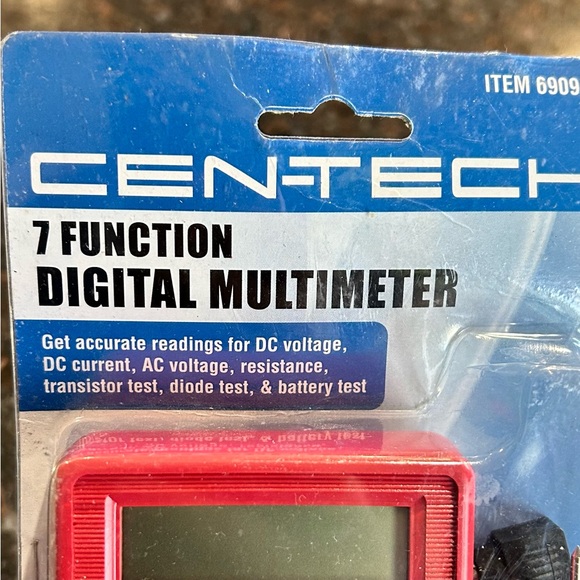 ITEM 6909
CEN-TECH
7 FUNCTION
DIGITAL MULTIMETER
Get accurate readings for DC voltage,
DC current, AC voltage, resistance,
transistor test, diode test, & battery test